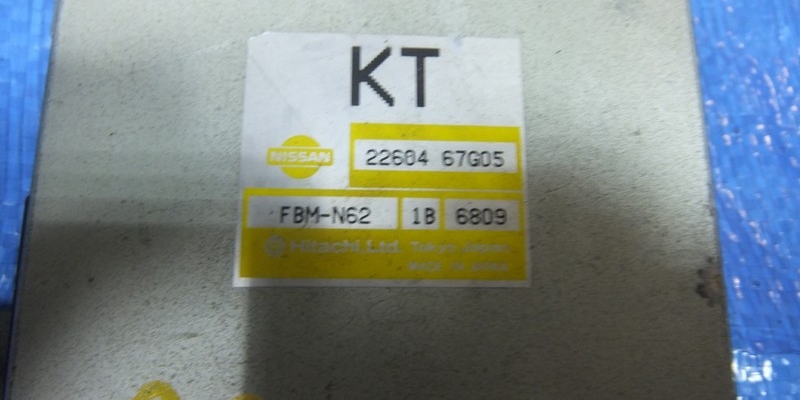 KT
NISSAN
22604 67G05
FBM-N62 1B 6809
Hitachi, Ltd. Tokyo Japan
MADE IN JAPAN